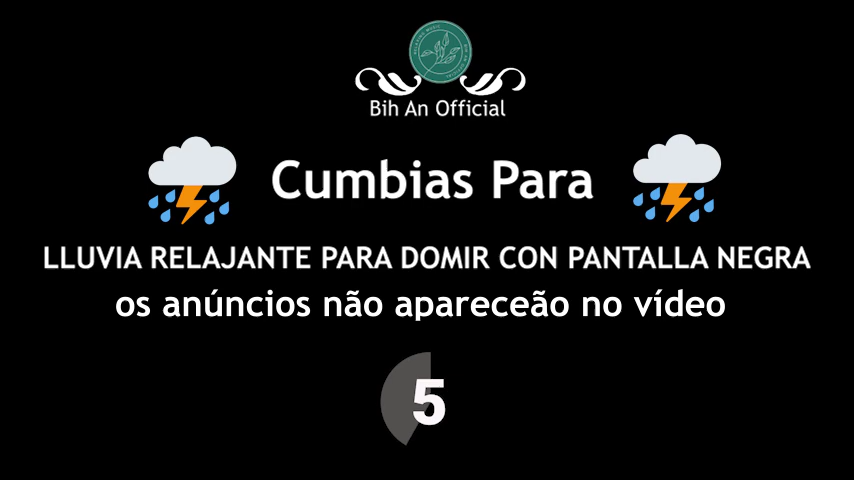 Bih An Official
Cumbias Para
LLUVIA RELAJANTE PARA DOMIR CON PANTALLA NEGRA
os anúncios não apareceão no vídeo
5